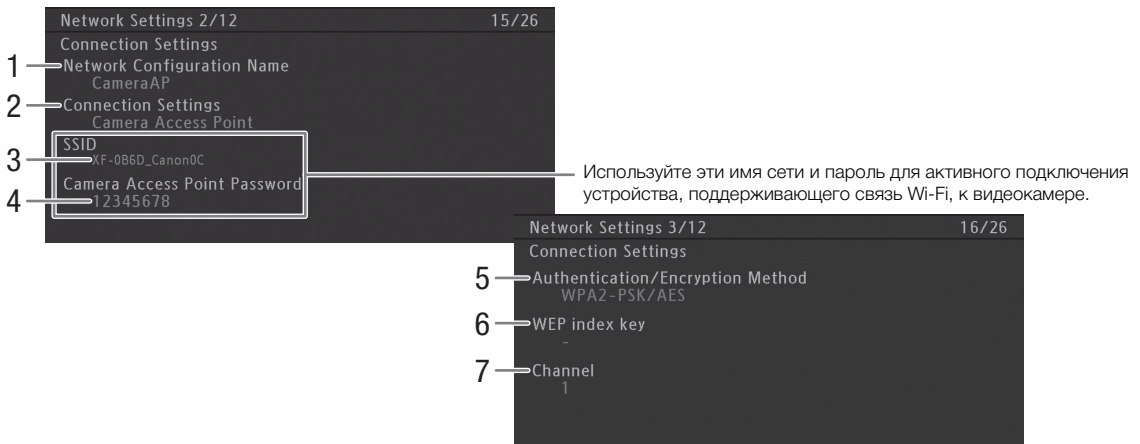 Network Settings 2/12 15/26
Connection Settings
1 Network Configuration Name
CameraAP
2 Connection Settings
Camera Access Point
SSID
3 XF-0B6D_Canon0C
Camera Access Point Password
4 12345678
Используйте эти имя сети и пароль для активного подключения
устройства, поддерживающего связь Wi-Fi, к видеокамере.
Network Settings 3/12 16/26
Connection Settings
5 Authentication/Encryption Method
WPA2-PSK/AES
6 WEP index key
-
7 Channel
1